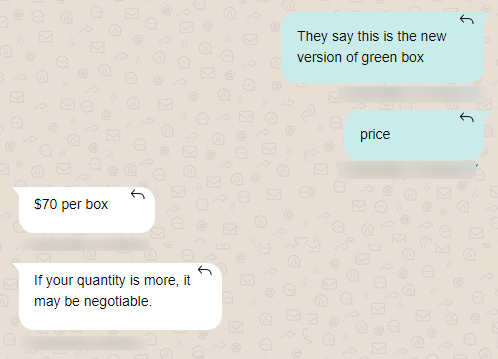 They say this is the new
version of green box
price
$70 per box
If your quantity is more, it
may be negotiable.